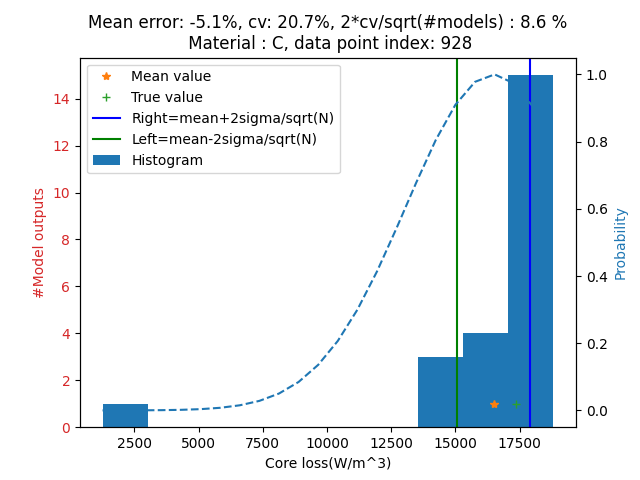 Mean error: -5.1%, cv: 20.7%, 2*cv/sqrt(#models) : 8.6 %
Material : C, data point index: 928
Mean value
True value
Right=mean+2sigma/sqrt(N)
Left=mean-2sigma/sqrt(N)
Histogram
#Model outputs
14
12
10
8
6
4
2
0
1.0
0.8
0.6
0.4
0.2
0.0
Probability
2500 5000 7500 10000 12500 15000 17500
Core loss(W/m^3)